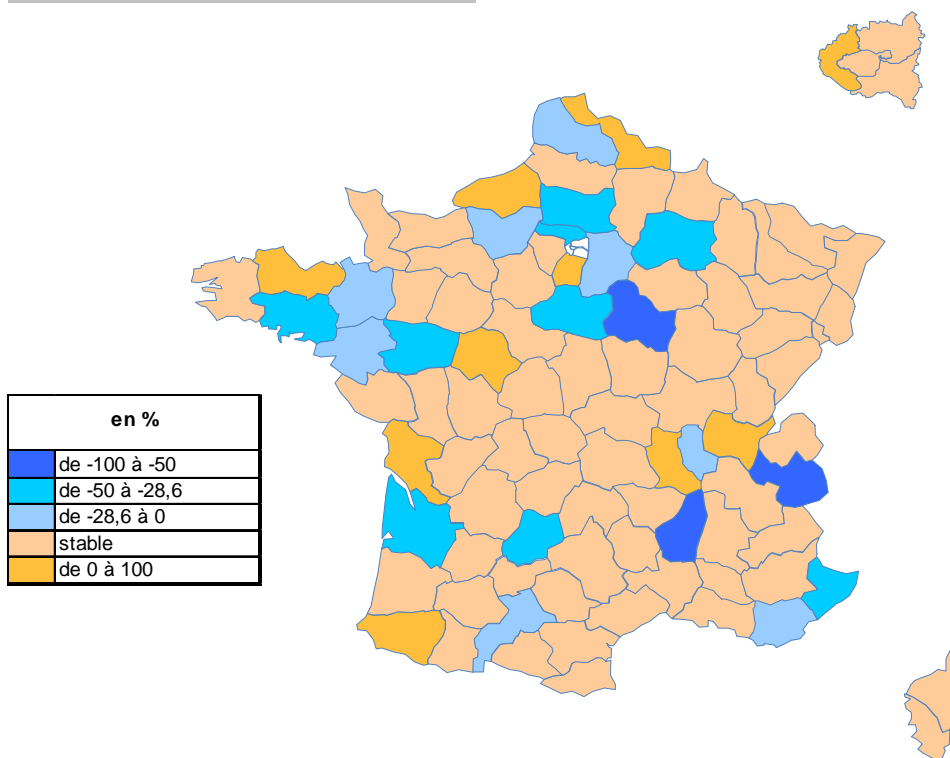 en %
de -100 à -50
de -50 à -28,6
de -28,6 à 0
stable
de 0 à 100